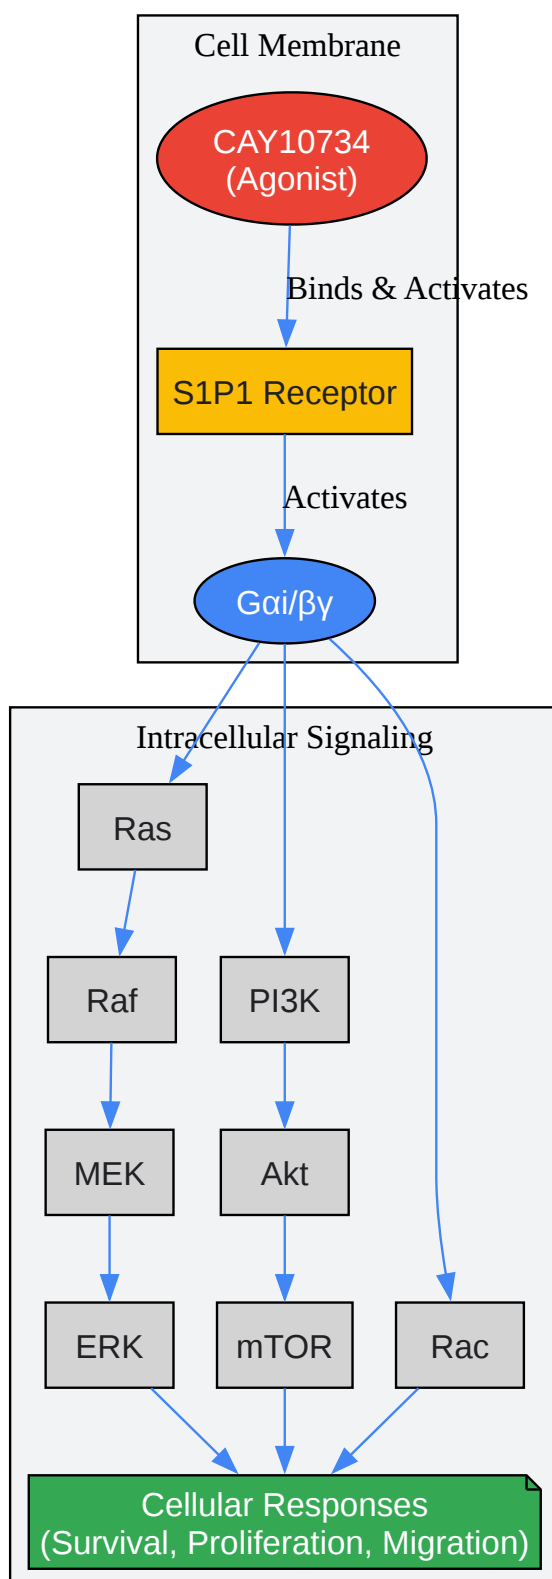 Cell Membrane
CAY10734
(Agonist)
Binds & Activates
S1P1 Receptor
Activates
Gαi/βγ
Intracellular Signaling
Ras
Raf
PI3K
MEK
Akt
ERK
mTOR
Rac
Cellular Responses
(Survival, Proliferation, Migration)